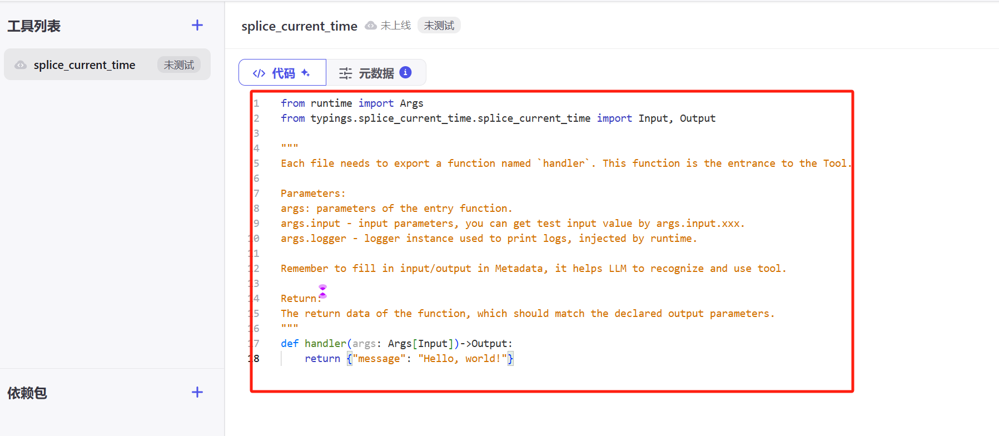 工具列表
splice_current_time 未测试
依赖包
splice_current_time 未上线 未测试
代码 元数据
1 from runtime import Args
2 from typings.splice_current_time.splice_current_time import Input, Output
3
4 """
5 Each file needs to export a function named `handler`. This function is the entrance to the Tool.
6
7 Parameters:
8 args: parameters of the entry function.
9 args.input - input parameters, you can get test input value by args.input.xxx.
10 args.logger - logger instance used to print logs, injected by runtime.
11
12 Remember to fill in input/output in Metadata, it helps LLM to recognize and use tool.
13
14 Return:
15 The return data of the function, which should match the declared output parameters.
16 """
17 def handler(args: Args[Input])->Output:
18 return {"message": "Hello, world!"}